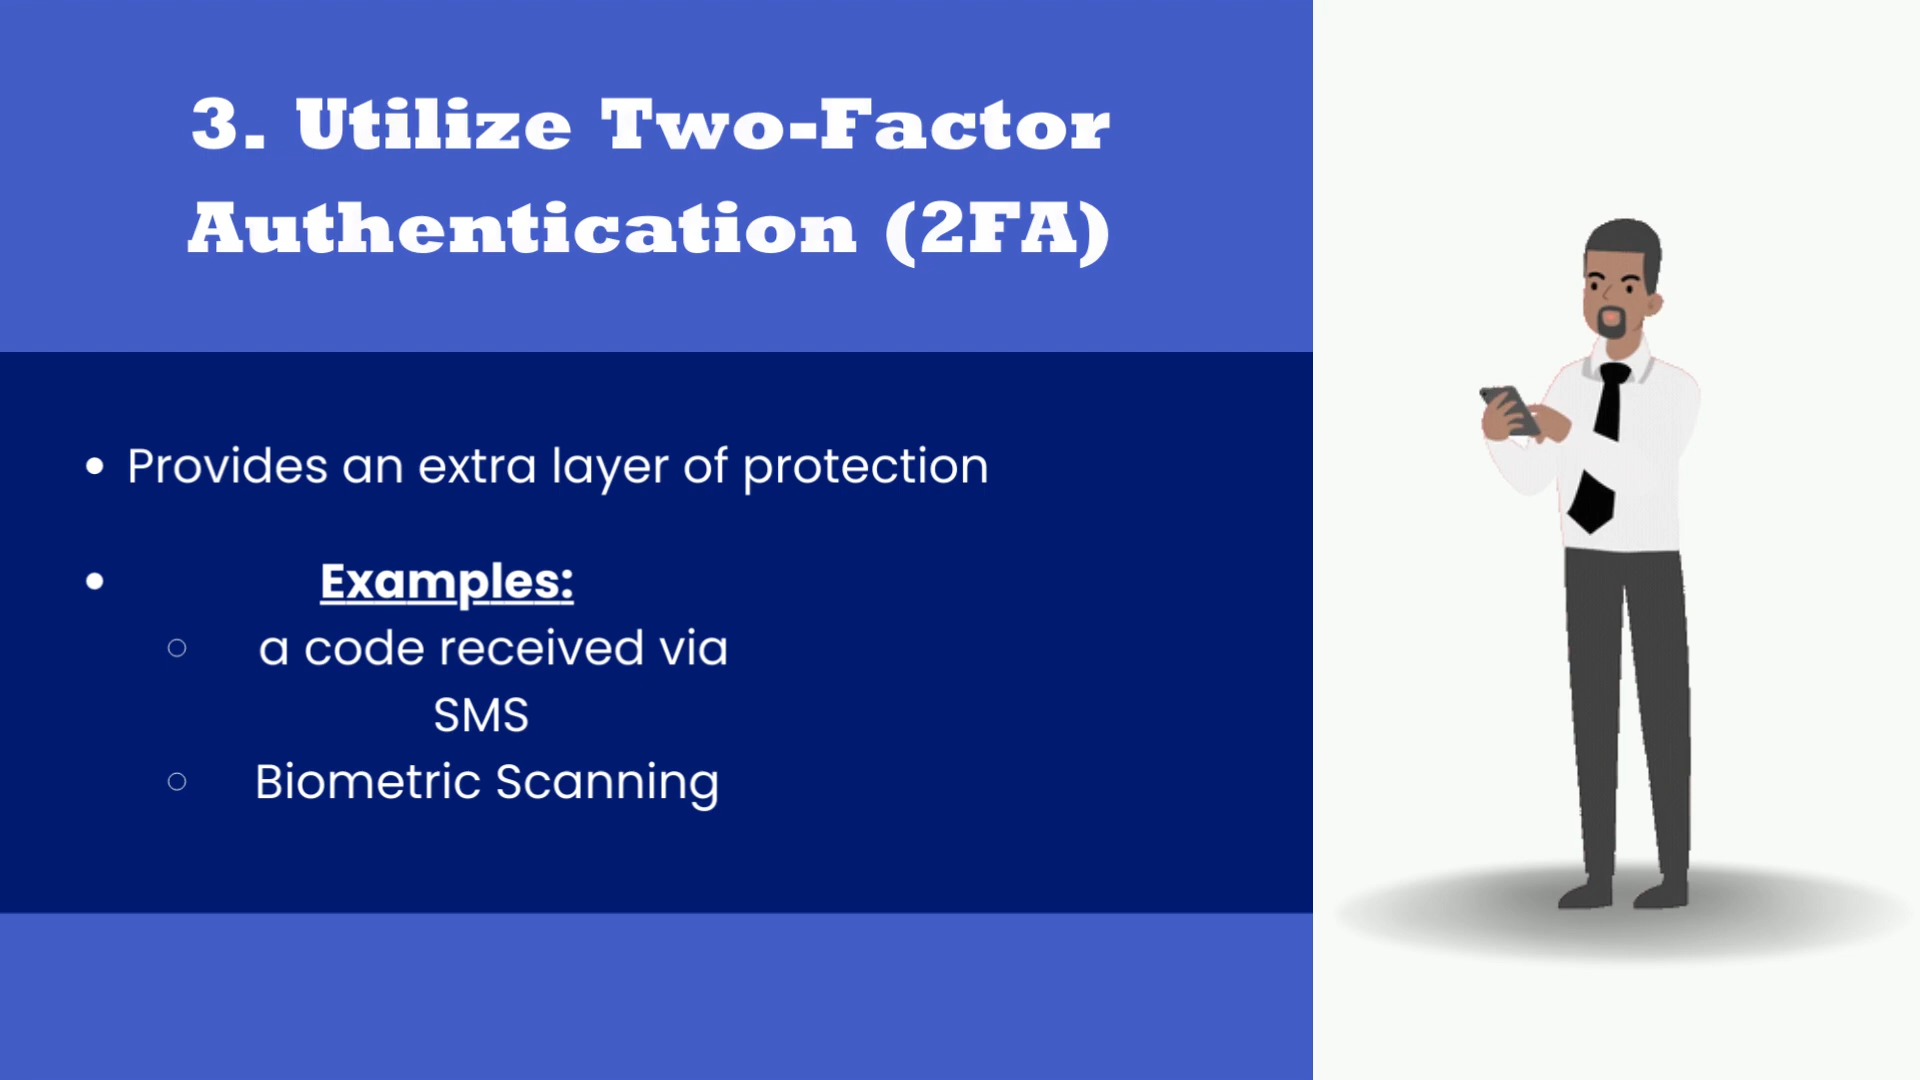 3. Utilize Two-Factor
Authentication (2FA)
Provides an extra layer of protection
Examples:
a code received via
SMS
Biometric Scanning